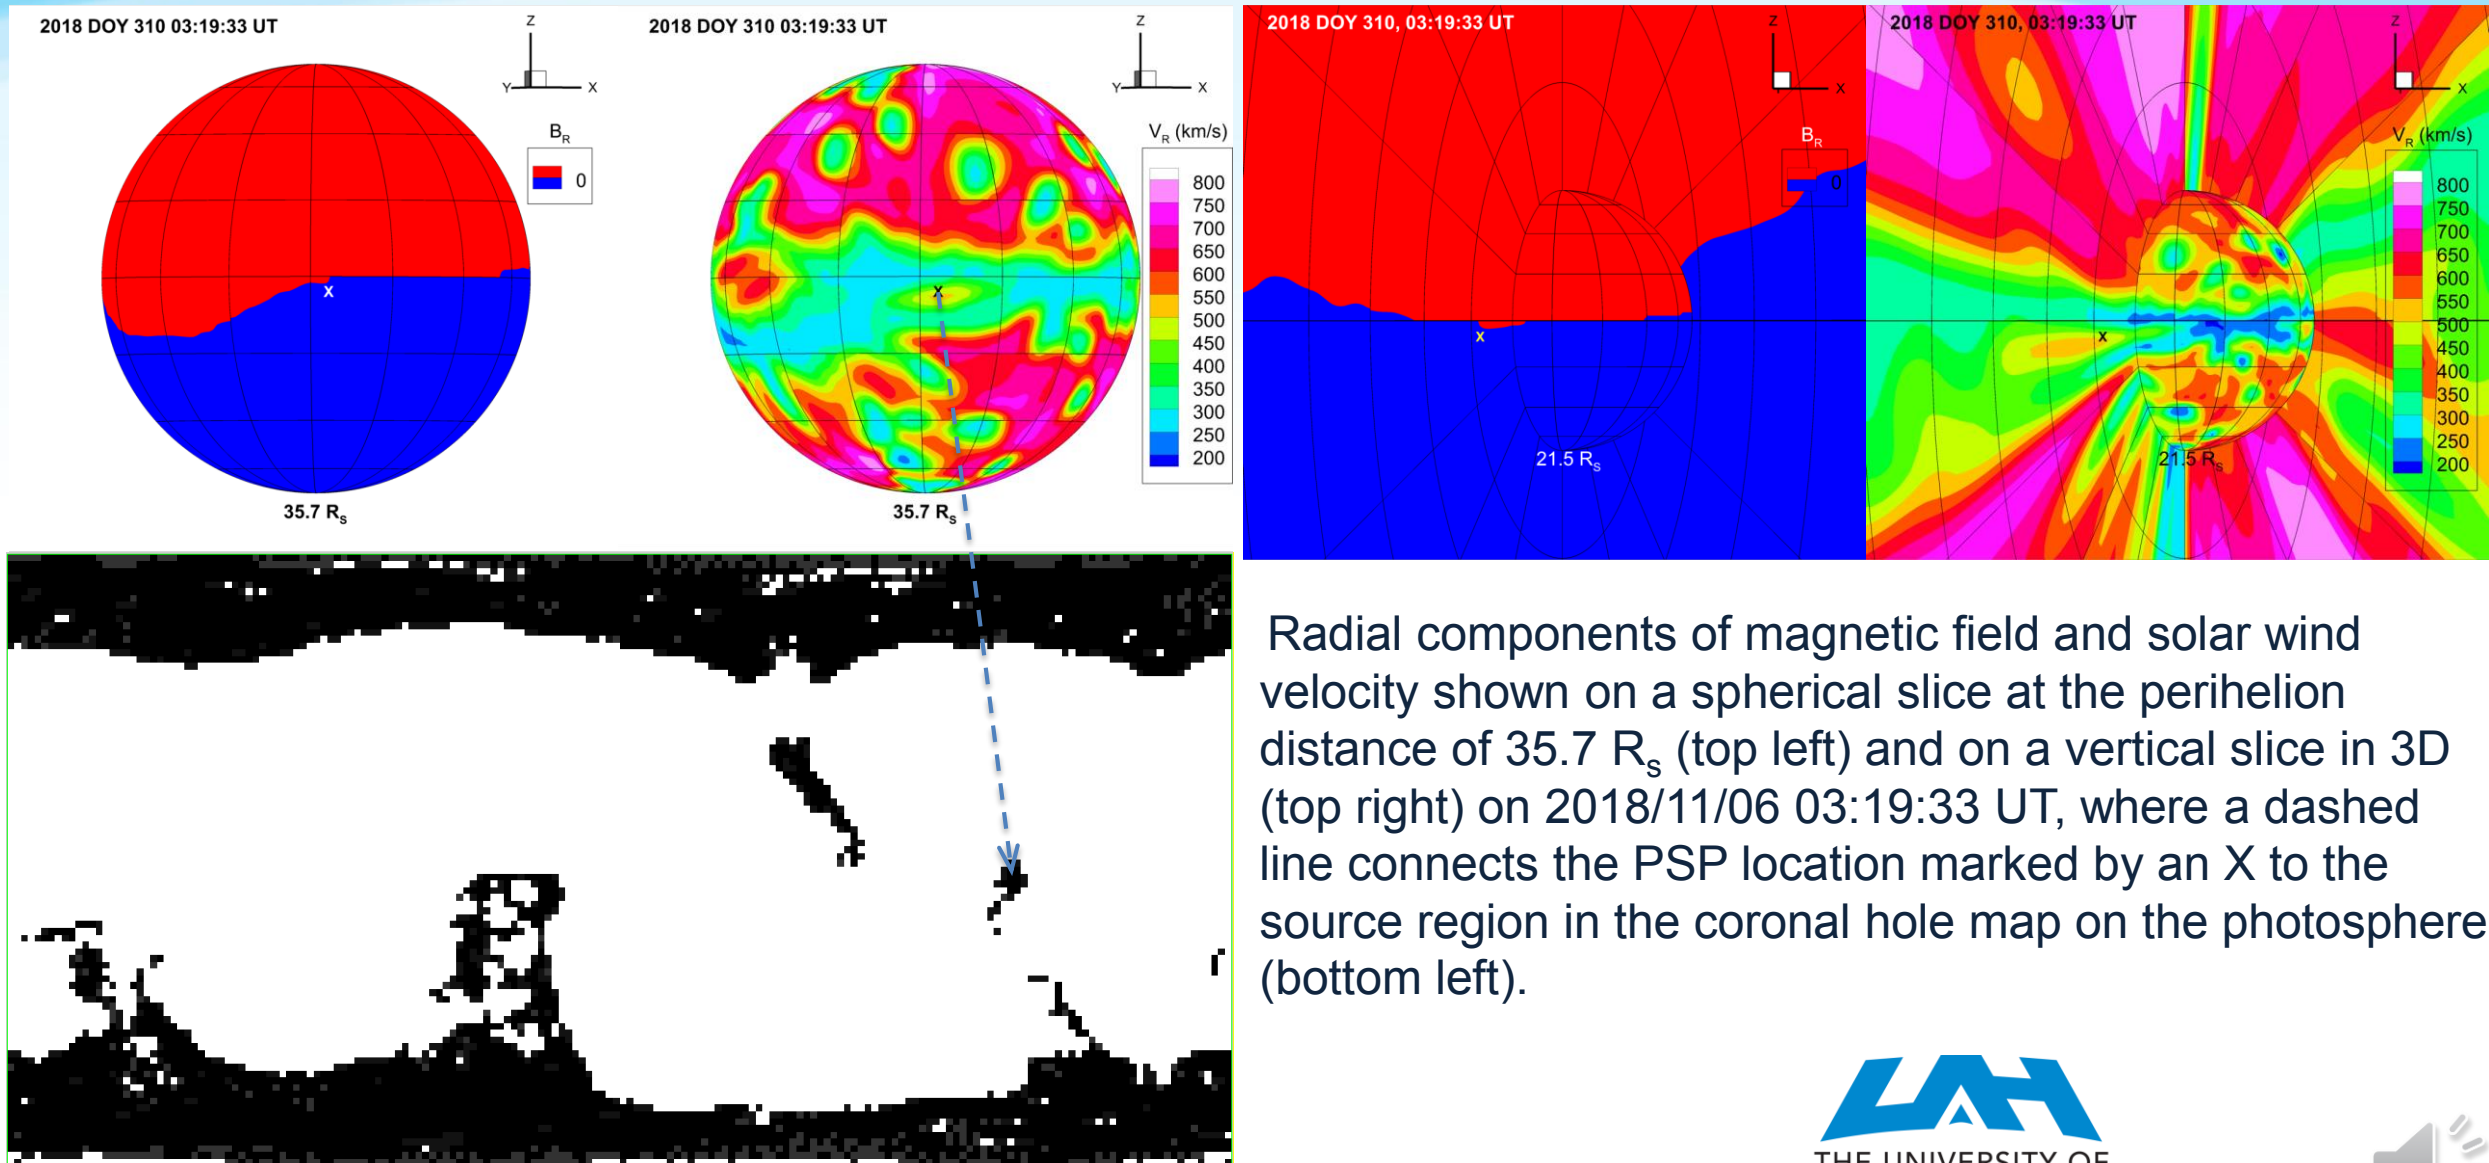 2018 DOY 310 03:19:33 UT
Z
Y
X
B_R
0
35.7 R_s
2018 DOY 310 03:19:33 UT
Z
Y
X
V_R (km/s)
800
750
700
650
600
550
500
450
400
350
300
250
200
X
35.7 R_s
2018 DOY 310, 03:19:33 UT
Z
X
B_R
0
X
21.5 R_s
2018 DOY 310, 03:19:33 UT
Z
X
V_R (km/s)
800
750
700
650
600
550
500
450
400
350
300
250
200
X
21.5 R_s
X
Radial components of magnetic field and solar wind
velocity shown on a spherical slice at the perihelion
distance of 35.7 R_s (top left) and on a vertical slice in 3D
(top right) on 2018/11/06 03:19:33 UT, where a dashed
line connects the PSP location marked by an X to the
source region in the coronal hole map on the photosphere
(bottom left).
UAH
THE UNIVERSITY OF